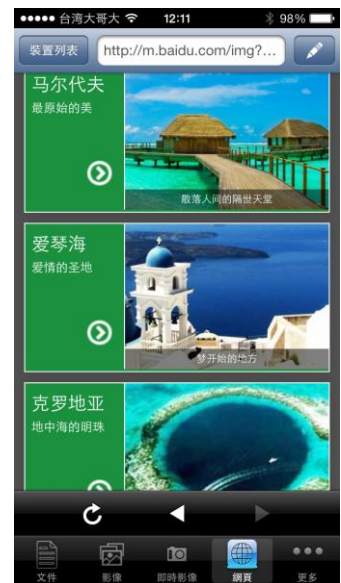 台湾大哥大 12:11 98%
装置列表 http://m.baidu.com/img?...
马尔代夫
最原始的美
散落人间的隔世天堂
爱琴海
爱情的圣地
梦开始的地方
克罗地亚
地中海的明珠
文件 影像 即時影像 網頁 更多